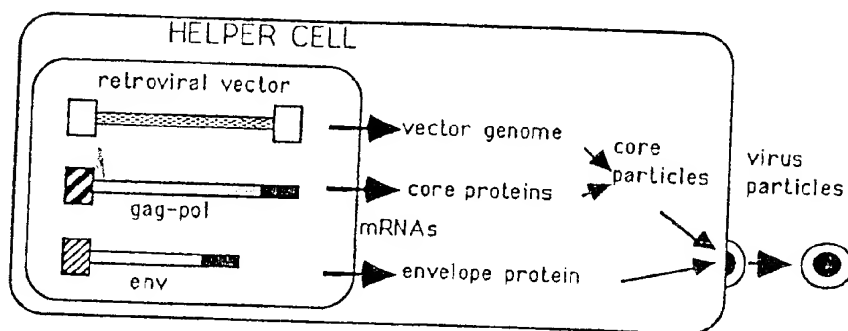 HELPER CELL
retroviral vector
vector genome
core
particles
virus
particles
gag-pol
core proteins
mRNAs
env
envelope protein